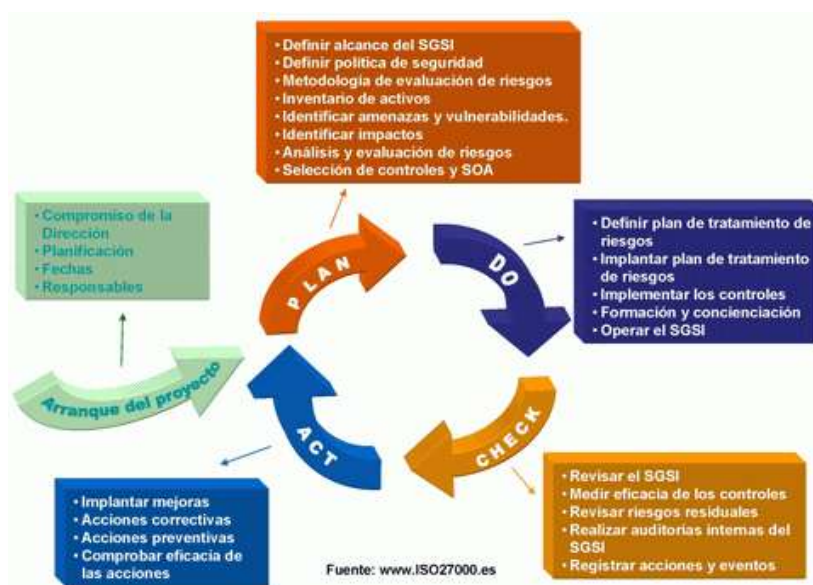 • Definir alcance del SGSI
• Definir política de seguridad
• Metodología de evaluación de riesgos
• Inventario de activos
• Identificar amenazas y vulnerabilidades.
• Identificar impactos
• Análisis y evaluación de riesgos
• Selección de controles y SOA
• Compromiso de la
Dirección
• Planificación
• Fechas
• Responsables
• Definir plan de tratamiento de
riesgos
• Implantar plan de tratamiento
de riesgos
• Implementar los controles
• Formación y concienciación
• Operar el SGSI
PLAN
DO
Arranque del proyecto
ACT
CHECK
• Implantar mejoras
• Acciones correctivas
• Acciones preventivas
• Comprobar eficacia de
las acciones
• Revisar el SGSI
• Medir eficacia de los controles
• Revisar riesgos residuales
• Realizar auditorías internas del
SGSI
• Registrar acciones y eventos
Fuente: www.ISO27000.es